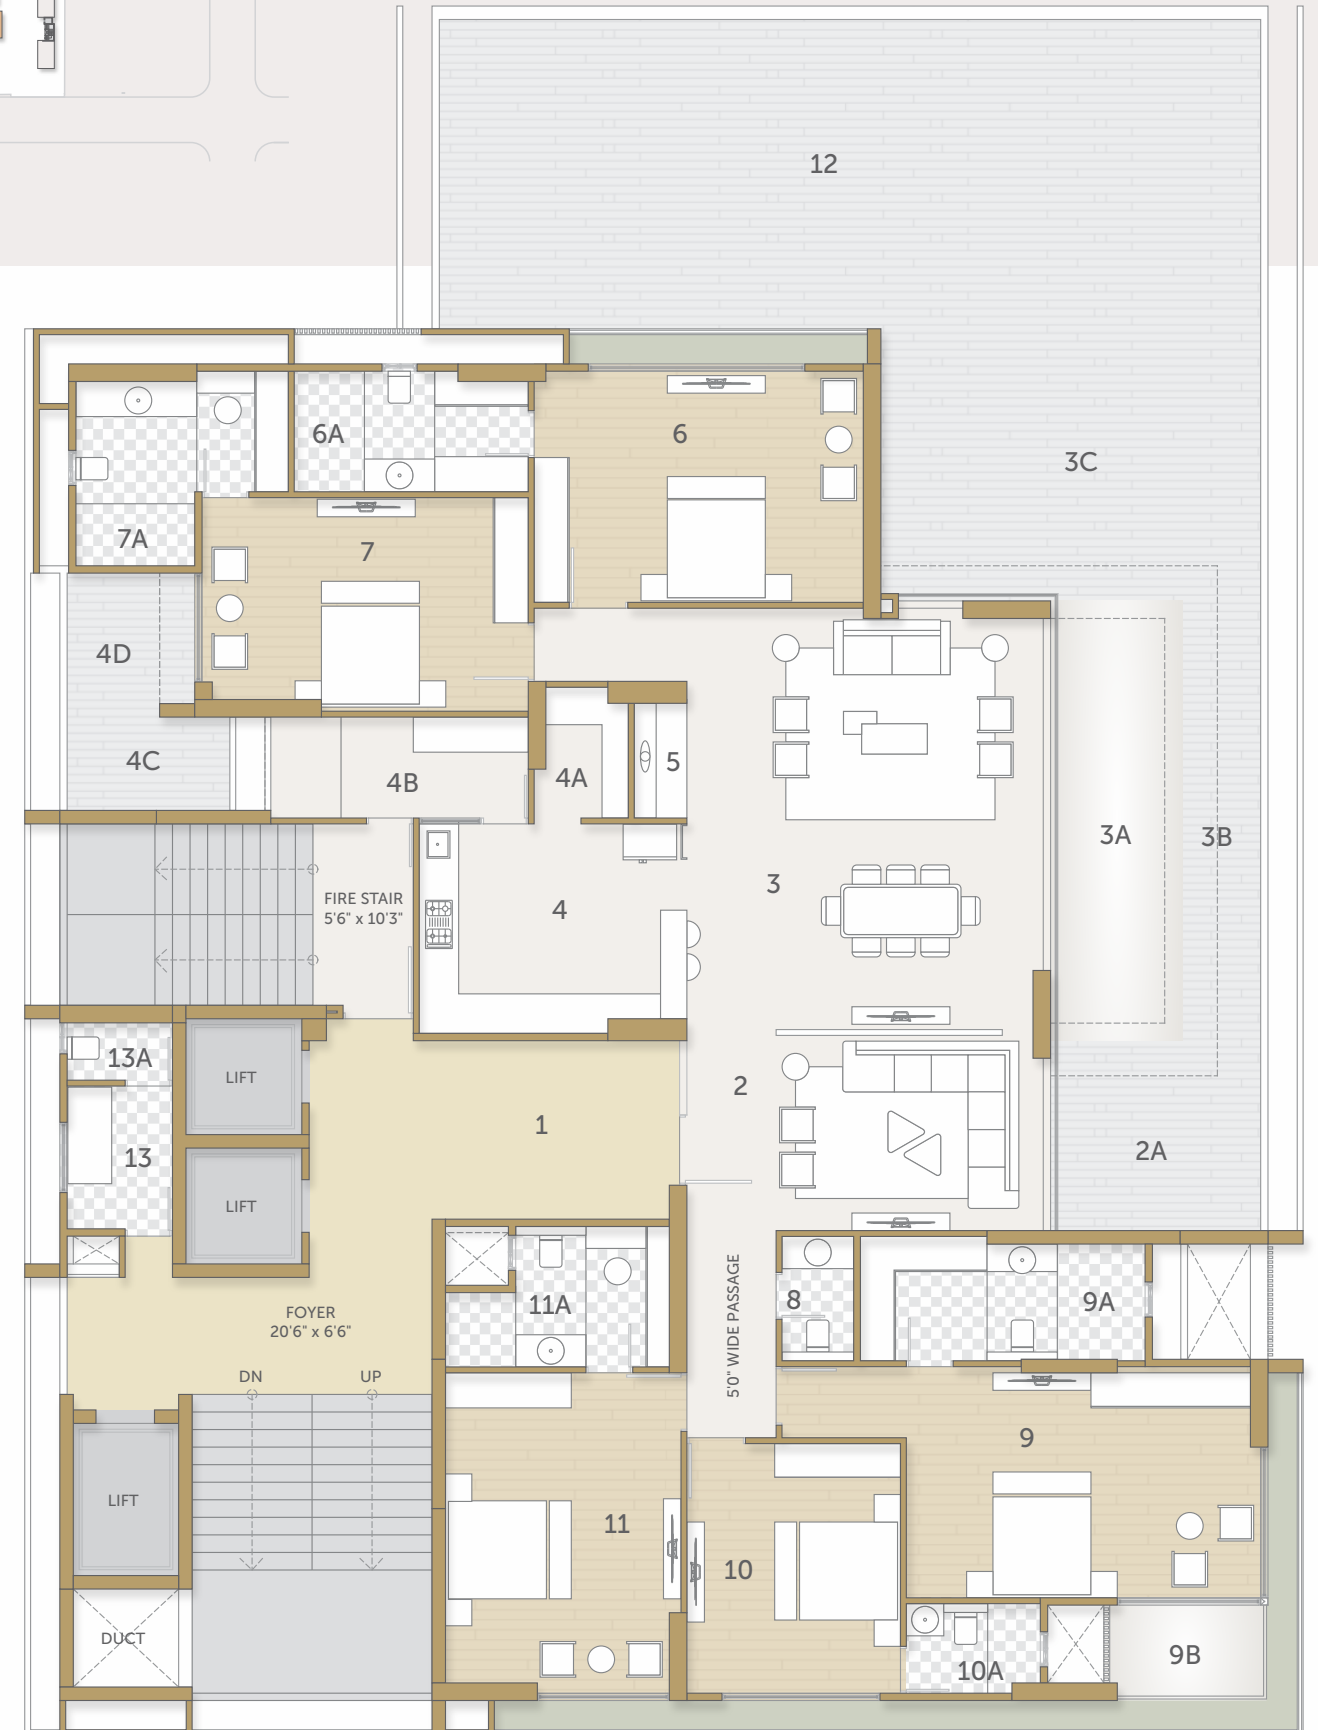 12
3C
6A
6
7A
7
4D
4C
4B
4A
5
3A
3B
3
4
FIRE STAIR
5'6" x 10'3"
13A
LIFT
2
1
2A
13
LIFT
8
9A
11A
FOYER
20'6" x 6'6"
5'0" WIDE PASSAGE
DN
UP
9
LIFT
11
10
DUCT
10A
9B